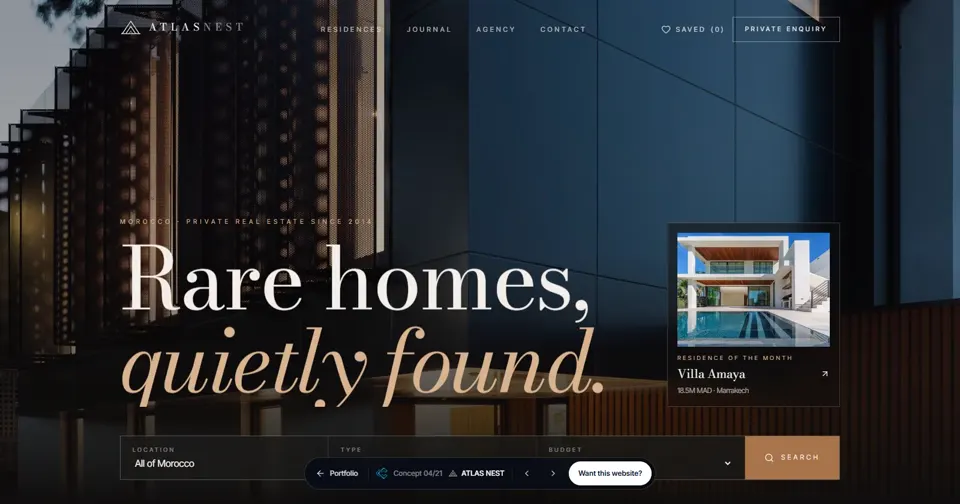 ATLASNEST
RESIDENCES
JOURNAL
AGENCY
CONTACT
SAVED (0)
PRIVATE ENQUIRY
MOROCCO · PRIVATE REAL ESTATE SINCE 2014
Rare homes,
quietly found.
RESIDENCE OF THE MONTH
Villa Amaya
18.5M MAD · Marrakech
LOCATION
All of Morocco
TYPE
BUDGET
SEARCH
Portfolio
Concept 04/21
ATLAS NEST
Want this website?